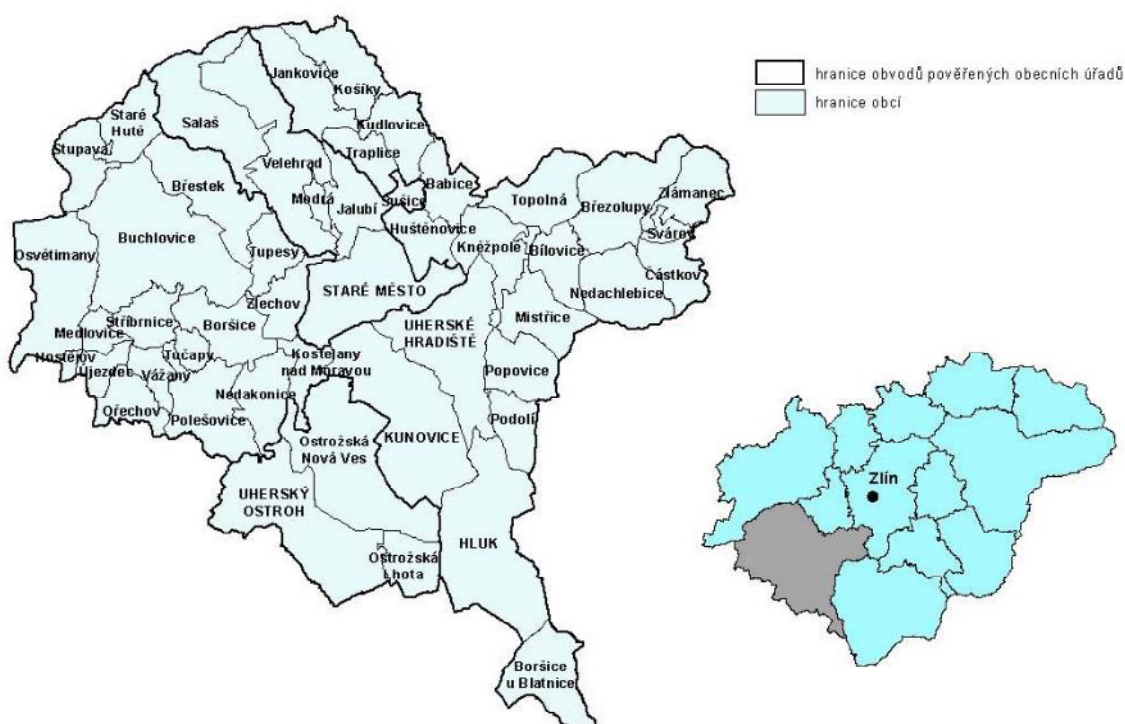 hranice obvodů pověřených obecních úřadů
hranice obcí
Jankovice
Košíky
Staré
Hutě
Salaš
Kudlovice
Stupava
Traplice
Velehrad
Břestek
Babice
Modrá
Sušice
Jalubí
Topolná
Zlámanec
Březolupy
Buchlovice
Huštěnovice
Svárov
Osvětimany
Tupesy
Kněžpole
Bílovice
Částkov
STARÉ MĚSTO
Nedachlebice
Zlechov
Stříbrnice
Boršice
Mistřice
Medlovice
UHERSKÉ
HRADIŠTĚ
Tučapy
Kostelany
nad Moravou
Hostějov
Újezdec
Vážany
Popovice
Nedakonice
Ořechov
Polešovice
Podolí
Ostrožská
Nová Ves
KUNOVICE
UHERSKÝ
OSTROH
HLUK
Ostrožská
Lhota
Boršice
u Blatnice
Zlín